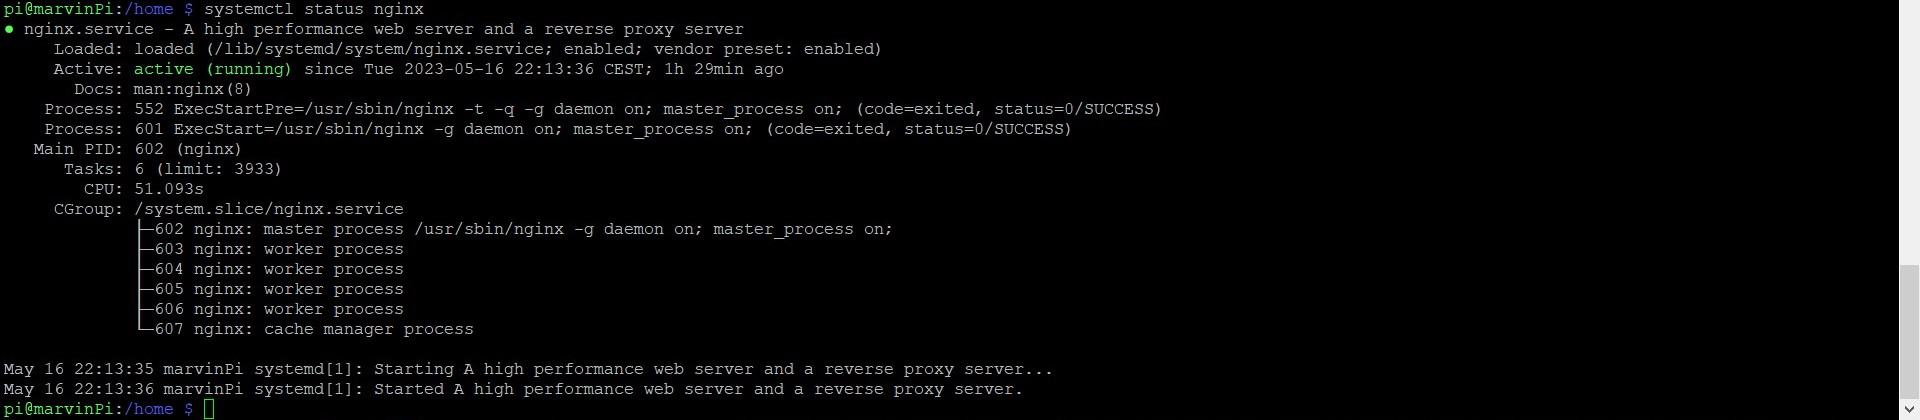 pi@marvinPi:/home $ systemctl status nginx
● nginx.service - A high performance web server and a reverse proxy server
     Loaded: loaded (/lib/systemd/system/nginx.service; enabled; vendor preset: enabled)
     Active: active (running) since Tue 2023-05-16 22:13:36 CEST; 1h 29min ago
       Docs: man:nginx(8)
    Process: 552 ExecStartPre=/usr/sbin/nginx -t -q -g daemon on; master_process on; (code=exited, status=0/SUCCESS)
    Process: 601 ExecStart=/usr/sbin/nginx -g daemon on; master_process on; (code=exited, status=0/SUCCESS)
   Main PID: 602 (nginx)
      Tasks: 6 (limit: 3933)
        CPU: 51.093s
     CGroup: /system.slice/nginx.service
             ├─602 nginx: master process /usr/sbin/nginx -g daemon on; master_process on;
             ├─603 nginx: worker process
             ├─604 nginx: worker process
             ├─605 nginx: worker process
             ├─606 nginx: worker process
             └─607 nginx: cache manager process
May 16 22:13:35 marvinPi systemd[1]: Starting A high performance web server and a reverse proxy server...
May 16 22:13:36 marvinPi systemd[1]: Started A high performance web server and a reverse proxy server.
pi@marvinPi:/home $